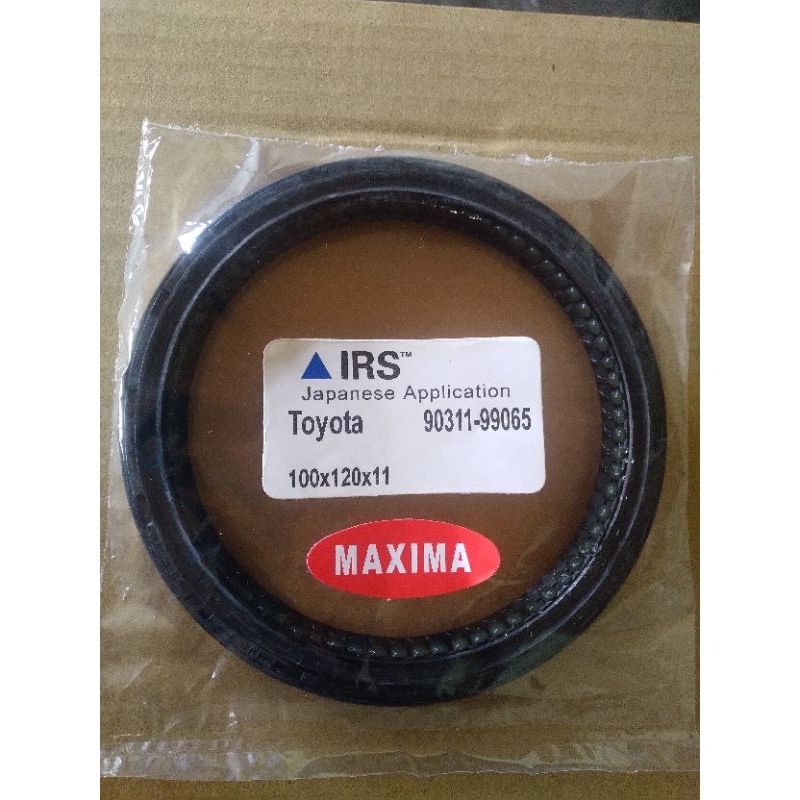 IRS™
Japanese Application
Toyota 90311-99065
100x120x11
MAXIMA